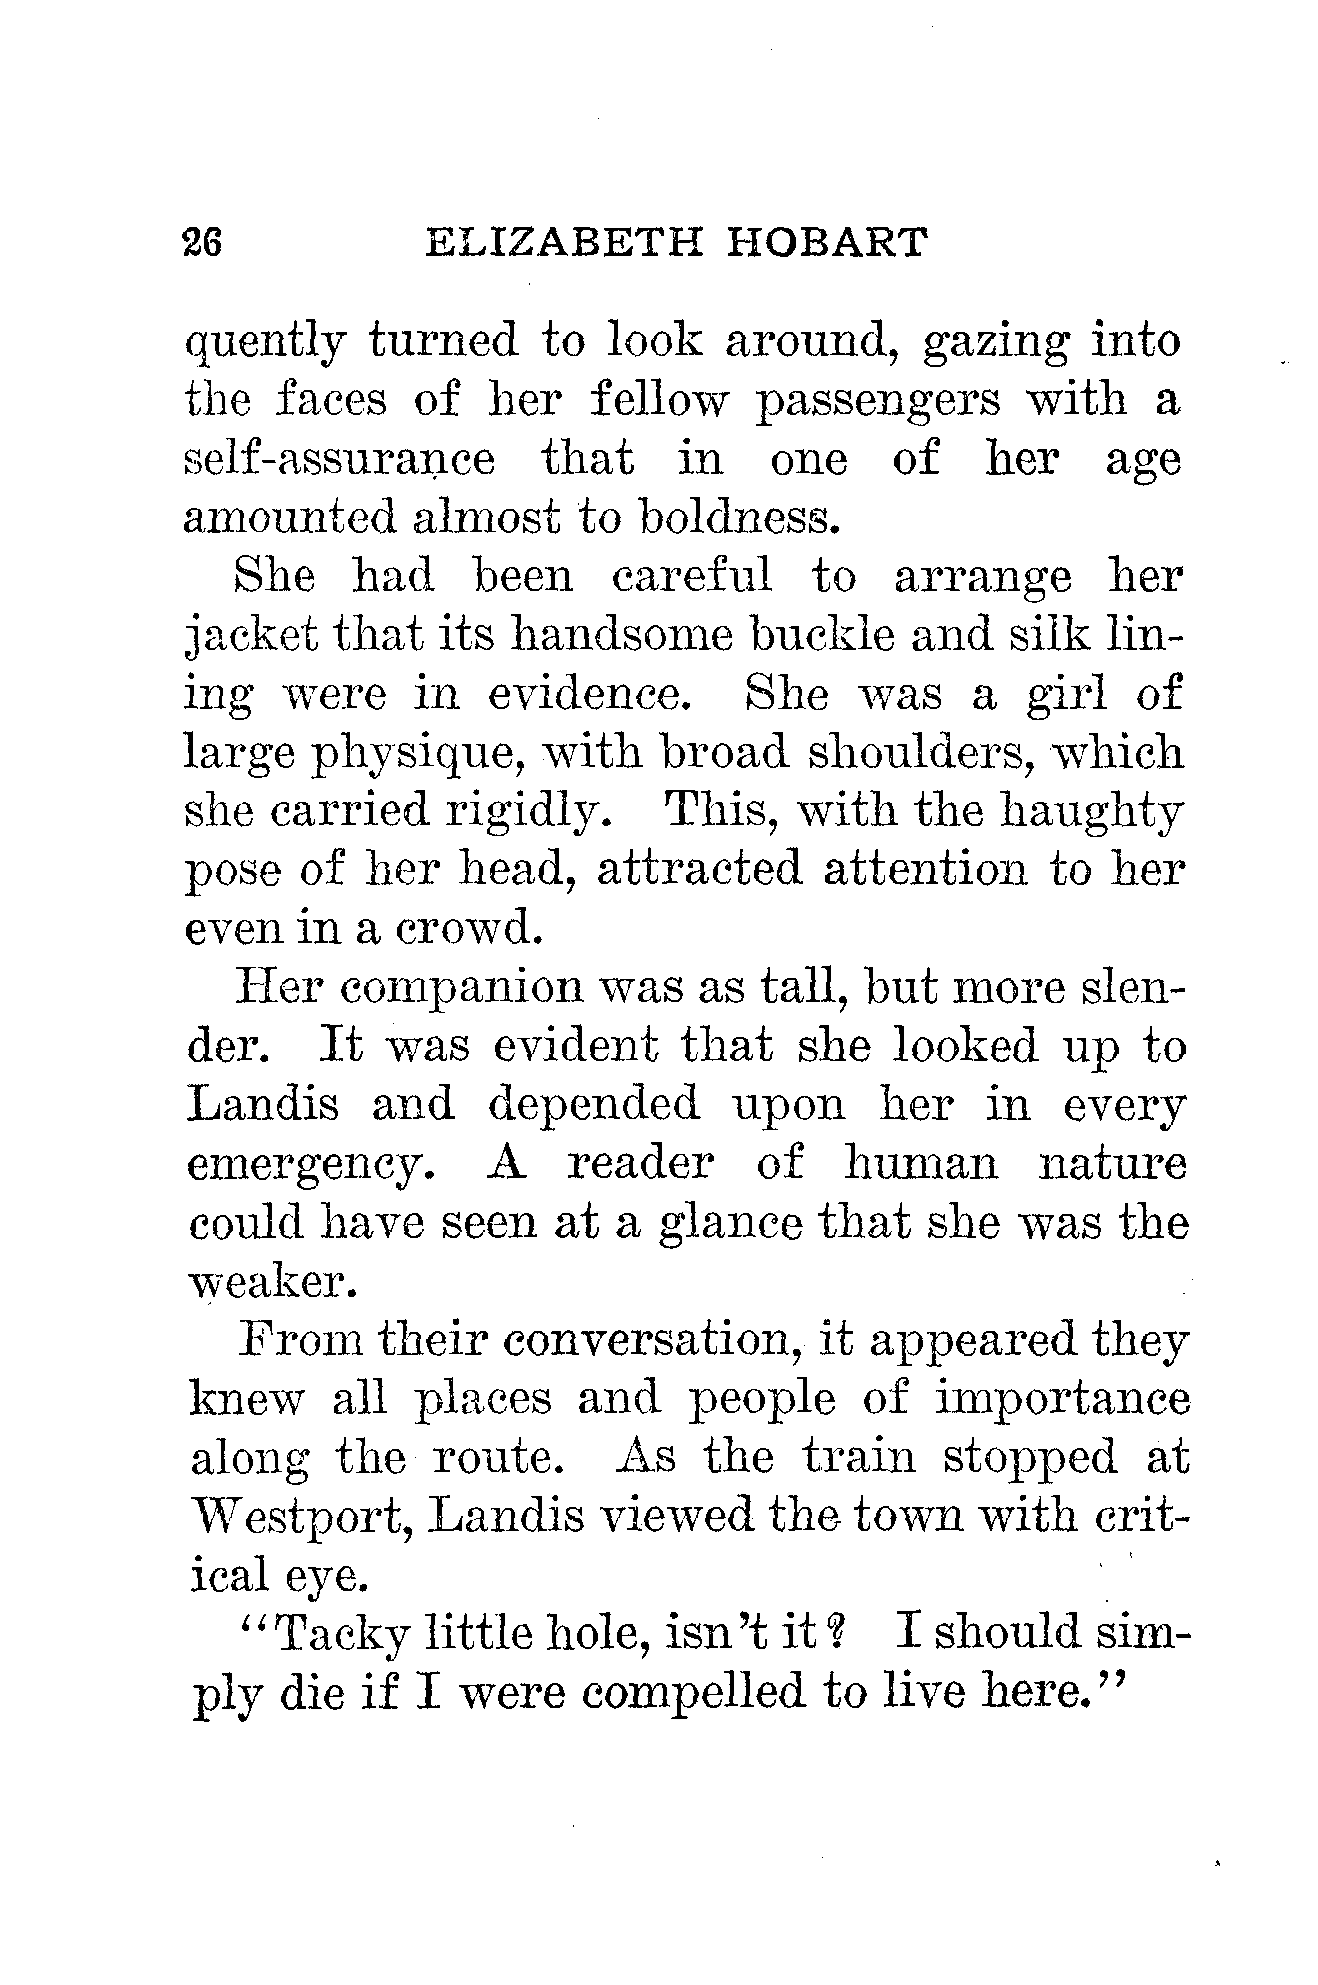 26 ELIZABETH HOBART
quently turned to look around, gazing into
the faces of her fellow passengers with a
self-assurance that in one of her age
amounted almost to boldness.
She had been careful to arrange her
jacket that its handsome buckle and silk lin-
ing were in evidence. She was a girl of
large physique, with broad shoulders, which
she carried rigidly. This, with the haughty
pose of her head, attracted attention to her
even in a crowd.
Her companion was as tall, but more slen-
der. It was evident that she looked up to
Landis and depended upon her in every
emergency. A reader of human nature
could have seen at a glance that she was the
weaker.
From their conversation, it appeared they
knew all places and people of importance
along the route. As the train stopped at
Westport, Landis viewed the town with crit-
ical eye.
"Tacky little hole, isn't it? I should sim-
ply die if I were compelled to live here."